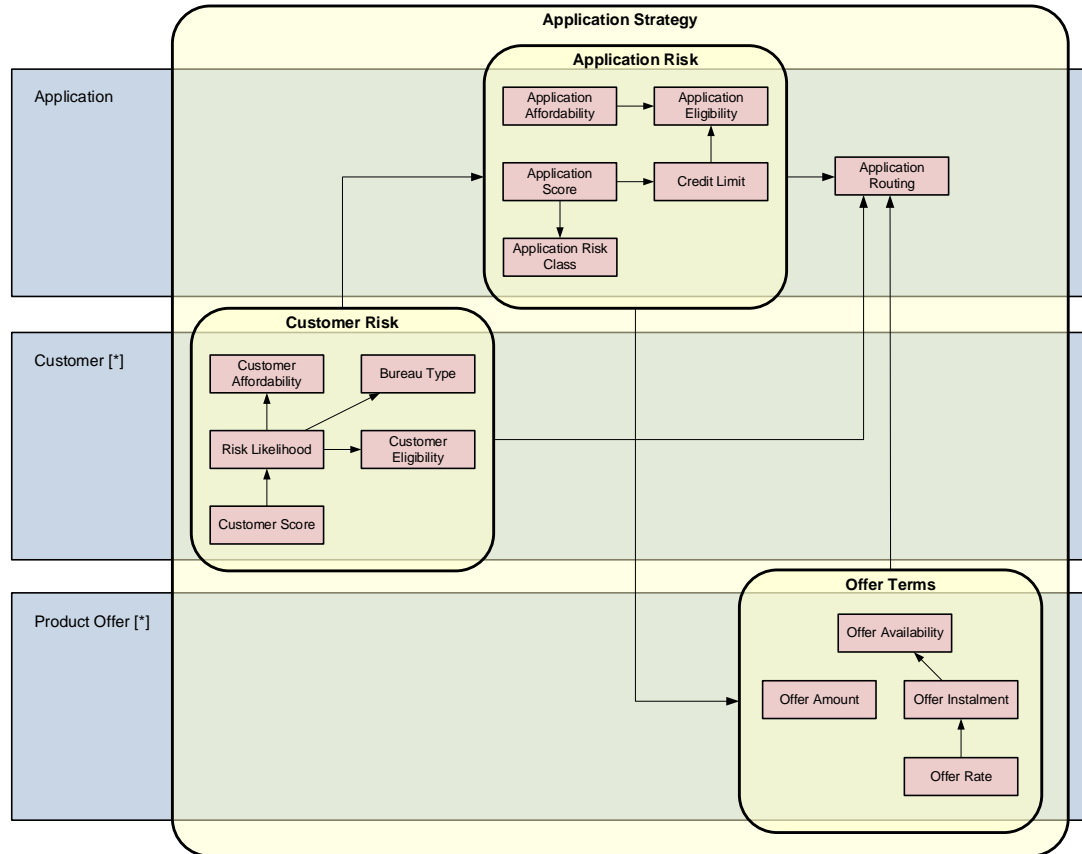 Application Strategy
Application Risk
Application
Application
Affordability
Application
Eligibility
Application
Score
Credit Limit
Application
Routing
Application Risk
Class
Customer Risk
Customer [*]
Customer
Affordability
Bureau Type
Risk Likelihood
Customer
Eligibility
Customer Score
Offer Terms
Product Offer [*]
Offer Availability
Offer Amount
Offer Instalment
Offer Rate